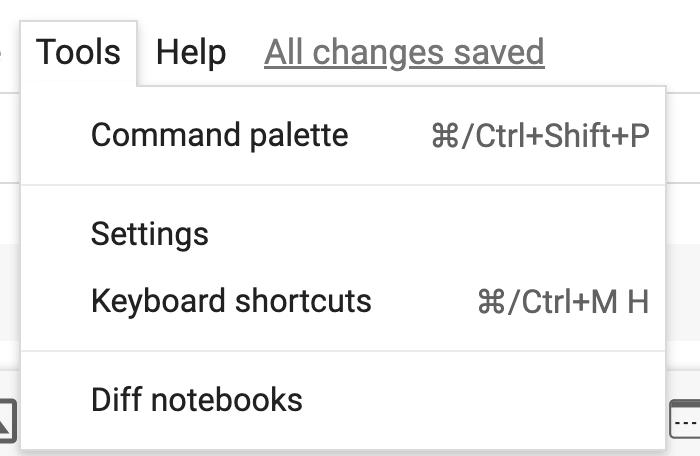 Tools Help All changes saved
Command palette ⌘/Ctrl+Shift+P
Settings
Keyboard shortcuts ⌘/Ctrl+M H
Diff notebooks